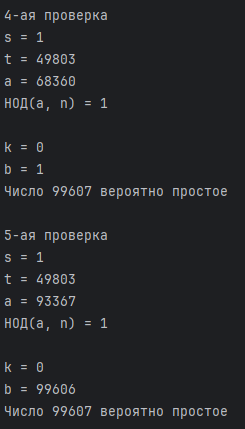 4-ая проверка
s = 1
t = 49803
a = 68360
НОД(a, n) = 1
k = 0
b = 1
Число 99607 вероятно простое
5-ая проверка
s = 1
t = 49803
a = 93367
НОД(a, n) = 1
k = 0
b = 99606
Число 99607 вероятно простое